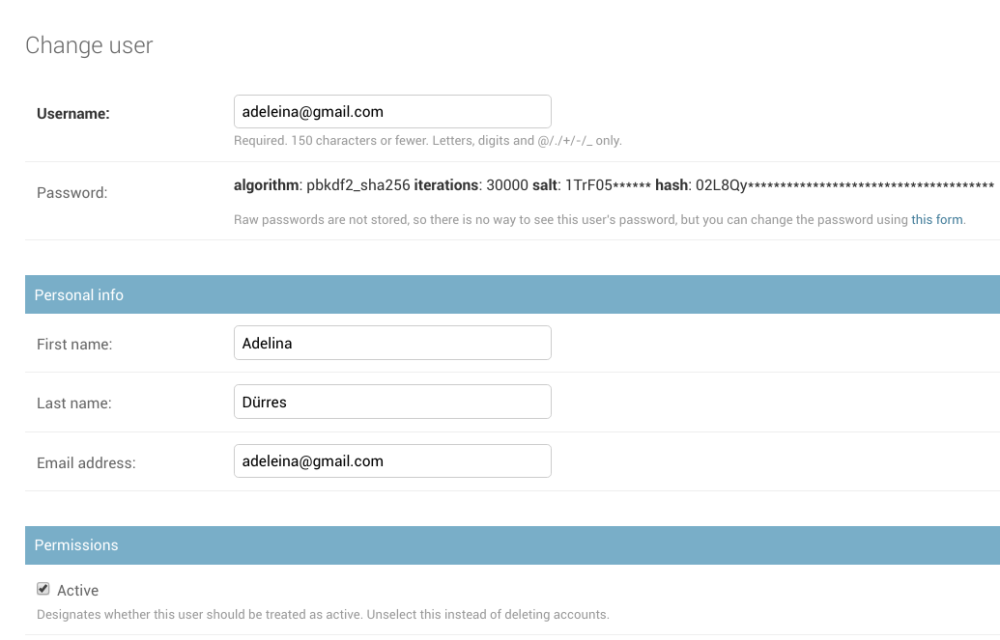 Change user
Username:
adeleina@gmail.com
Required. 150 characters or fewer. Letters, digits and @/./+/-/_ only.
Password:
algorithm: pbkdf2_sha256 iterations: 30000 salt: 1TrF05****** hash: 02L8Qy**************************************
Raw passwords are not stored, so there is no way to see this user's password, but you can change the password using this form.
Personal info
First name:
Adelina
Last name:
Dürres
Email address:
adeleina@gmail.com
Permissions
Active
Designates whether this user should be treated as active. Unselect this instead of deleting accounts.